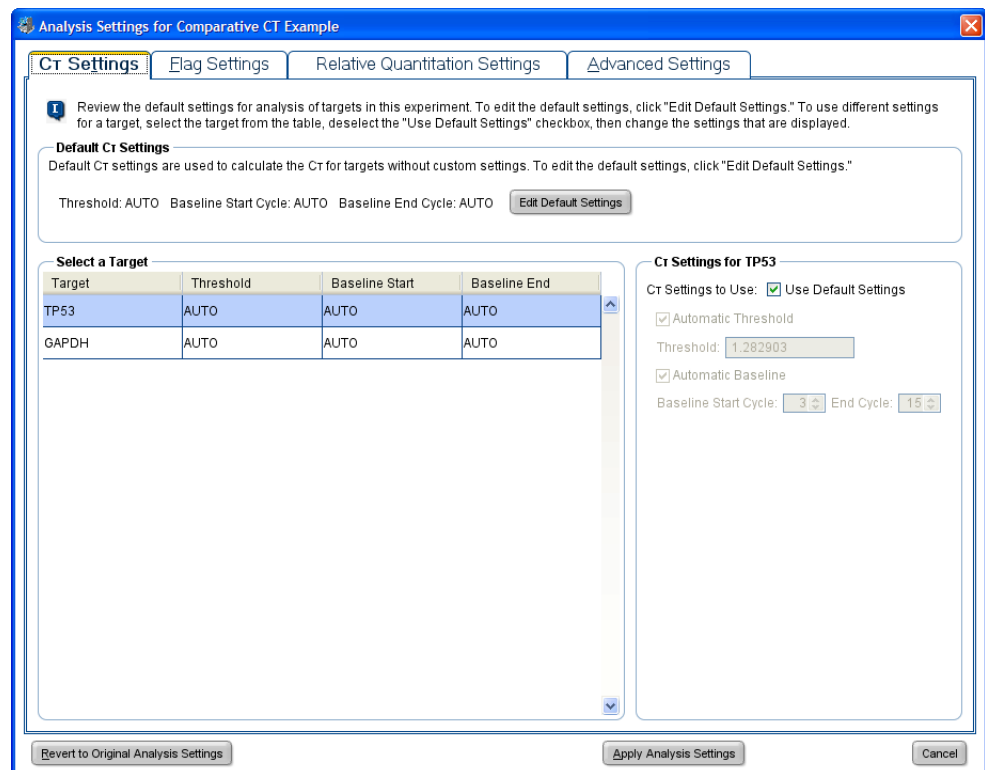 Analysis Settings for Comparative CT Example
CT Settings Flag Settings Relative Quantitation Settings Advanced Settings
Review the default settings for analysis of targets in this experiment. To edit the default settings, click "Edit Default Settings." To use different settings
for a target, select the target from the table, deselect the "Use Default Settings" checkbox, then change the settings that are displayed.
Default CT Settings
Default CT settings are used to calculate the CT for targets without custom settings. To edit the default settings, click "Edit Default Settings."
Threshold: AUTO Baseline Start Cycle: AUTO Baseline End Cycle: AUTO Edit Default Settings
Select a Target
Target Threshold Baseline Start Baseline End
TP53 AUTO AUTO AUTO
GAPDH AUTO AUTO AUTO
CT Settings for TP53
CT Settings to Use: Use Default Settings
Automatic Threshold
Threshold: 1.282903
Automatic Baseline
Baseline Start Cycle: 3 End Cycle: 15
Revert to Original Analysis Settings Apply Analysis Settings Cancel